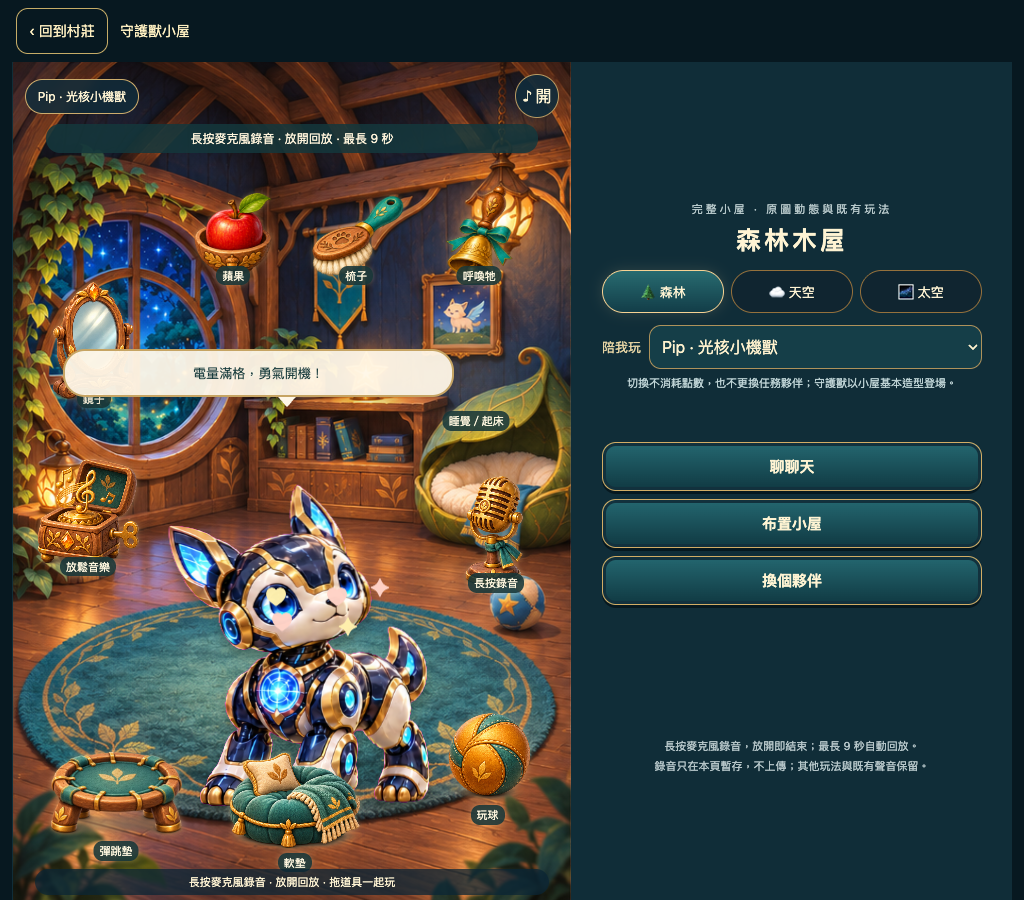 ‹ 回到村莊
守護獸小屋
Pip · 光核小機獸
♪ 開
長按麥克風錄音 · 放開回放 · 最長 9 秒
蘋果
梳子
呼喚牠
電量滿格，勇氣開機！
鏡子
睡覺 / 起床
放鬆音樂
長按錄音
玩球
彈跳墊
軟墊
長按麥克風錄音 · 放開回放 · 拖道具一起玩
完整小屋 · 原圖動態與既有玩法
森林木屋
森林
天空
太空
陪我玩
Pip · 光核小機獸
切換不消耗點數，也不更換任務夥伴；守護獸以小屋基本造型登場。
聊聊天
布置小屋
換個夥伴
長按麥克風錄音，放開即結束；最長 9 秒自動回放。
錄音只在本頁暫存，不上傳；其他玩法與既有聲音保留。